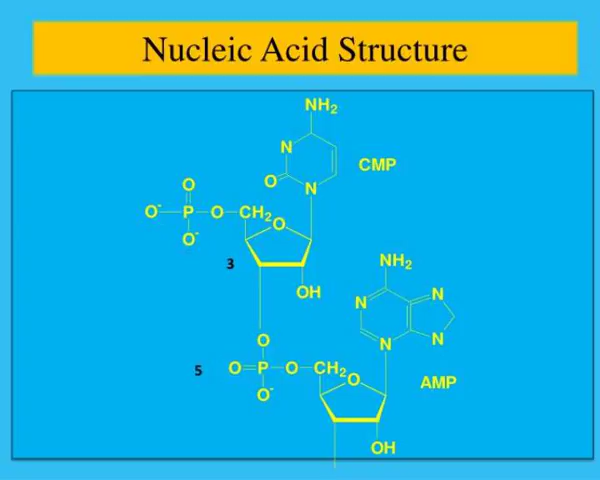 Nucleic Acid Structure
NH2
N
CMP
O
N
O
O- P O CH2 O
O-
3
NH2
OH
N N
O
N N
5 O P O CH2 O
AMP
O-
OH